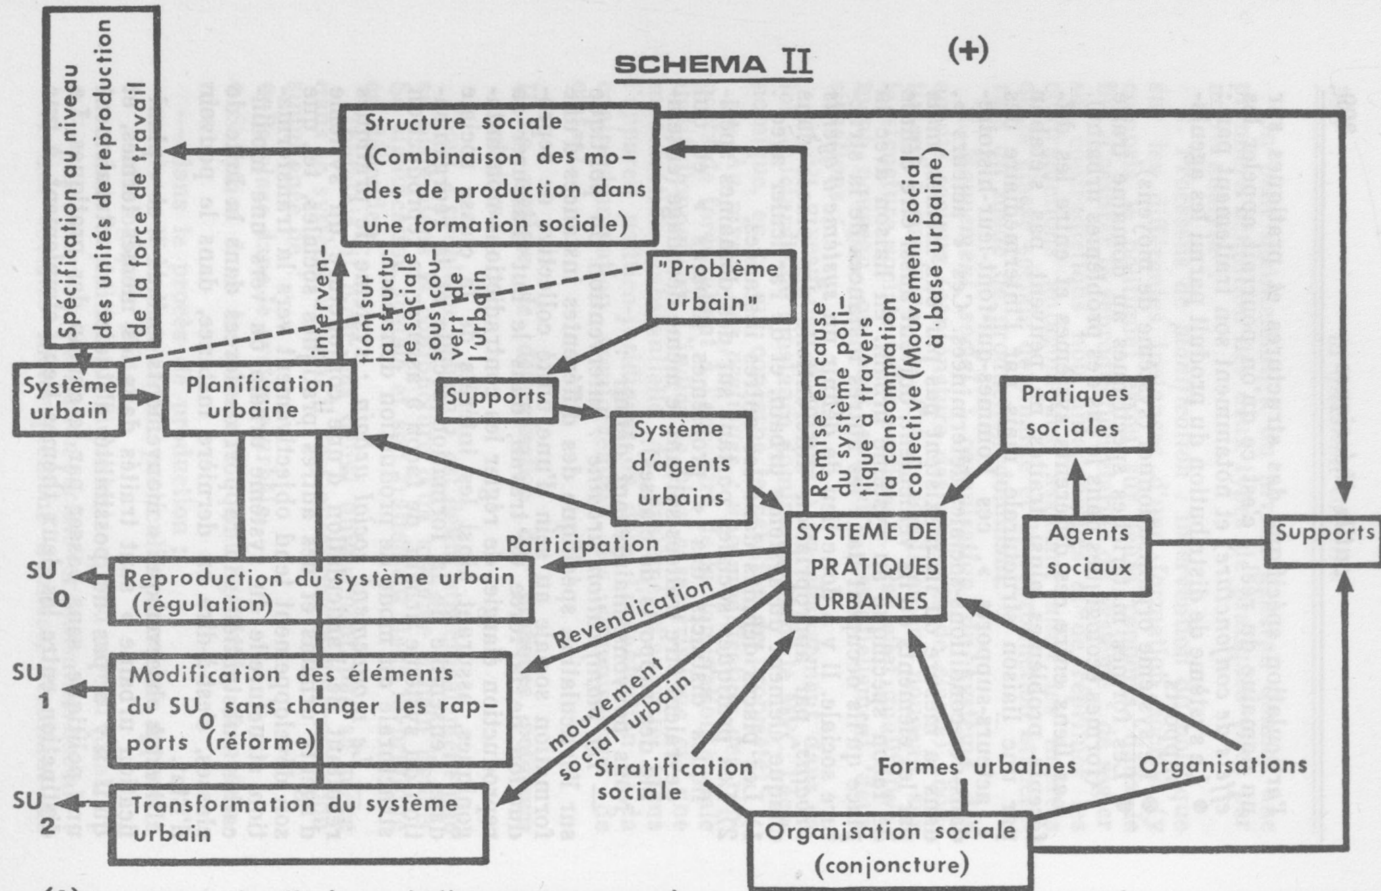 SCHEMA II
(+)
Spécification au niveau
des unités de reproduction
de la force de travail
Structure sociale
(Combinaison des mo-
des de production dans
une formation sociale)
interven-
tion sur
la structu-
re sociale
sous cou-
vert de
l'urbain
"Problème
urbain"
Remise en cause
du système poli-
tique à travers
la consommation
collective (Mouvement social
à base urbaine)
Système
urbain
Planification
urbaine
Supports
Système
d'agents
urbains
Pratiques
sociales
SYSTEME DE
PRATIQUES
URBAINES
Agents
sociaux
Supports
Participation
SU
0
Reproduction du système urbain
(régulation)
Revendication
SU
1
Modification des éléments
du SU0 sans changer les rap-
ports (réforme)
mouvement
social urbain
SU
2
Transformation du système
urbain
Stratification
sociale
Formes urbaines
Organisations
Organisation sociale
(conjoncture)